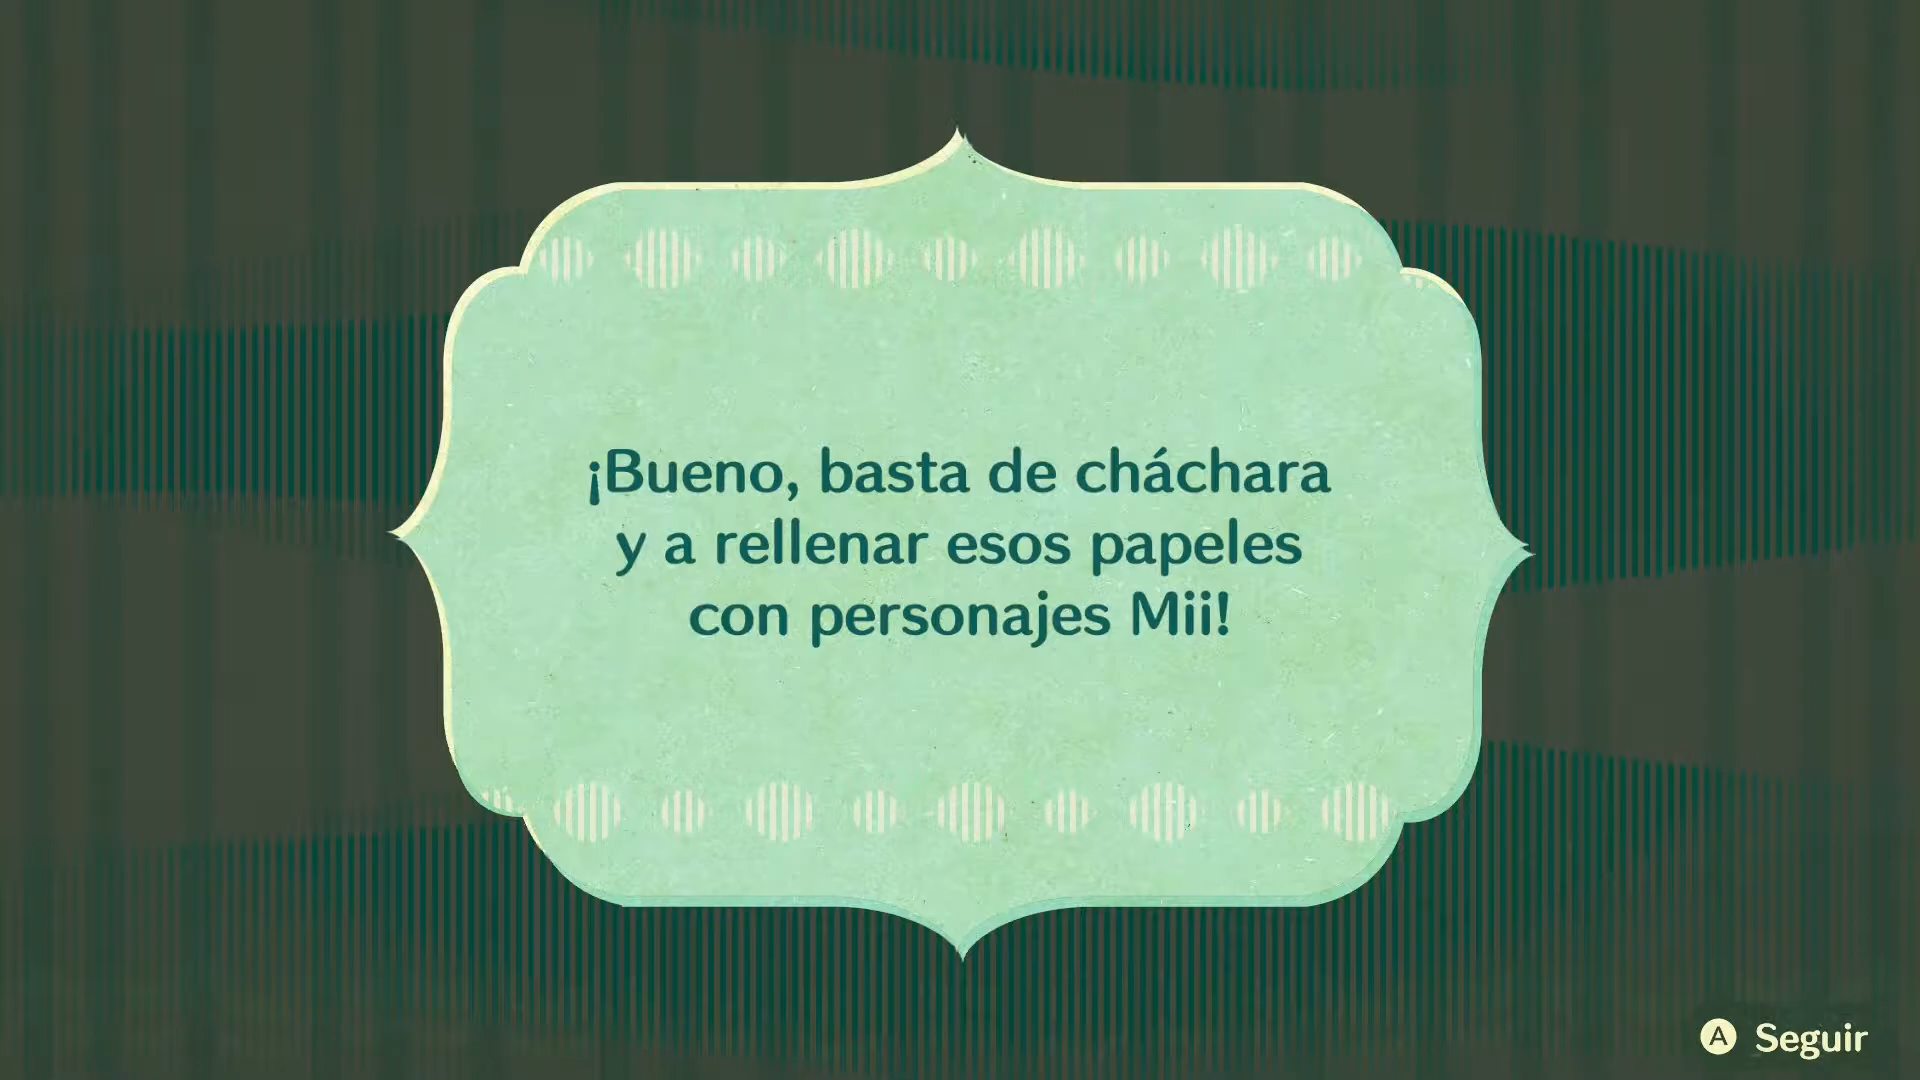 ¡Bueno, basta de cháchara
y a rellenar esos papeles
con personajes Mii!
A Seguir